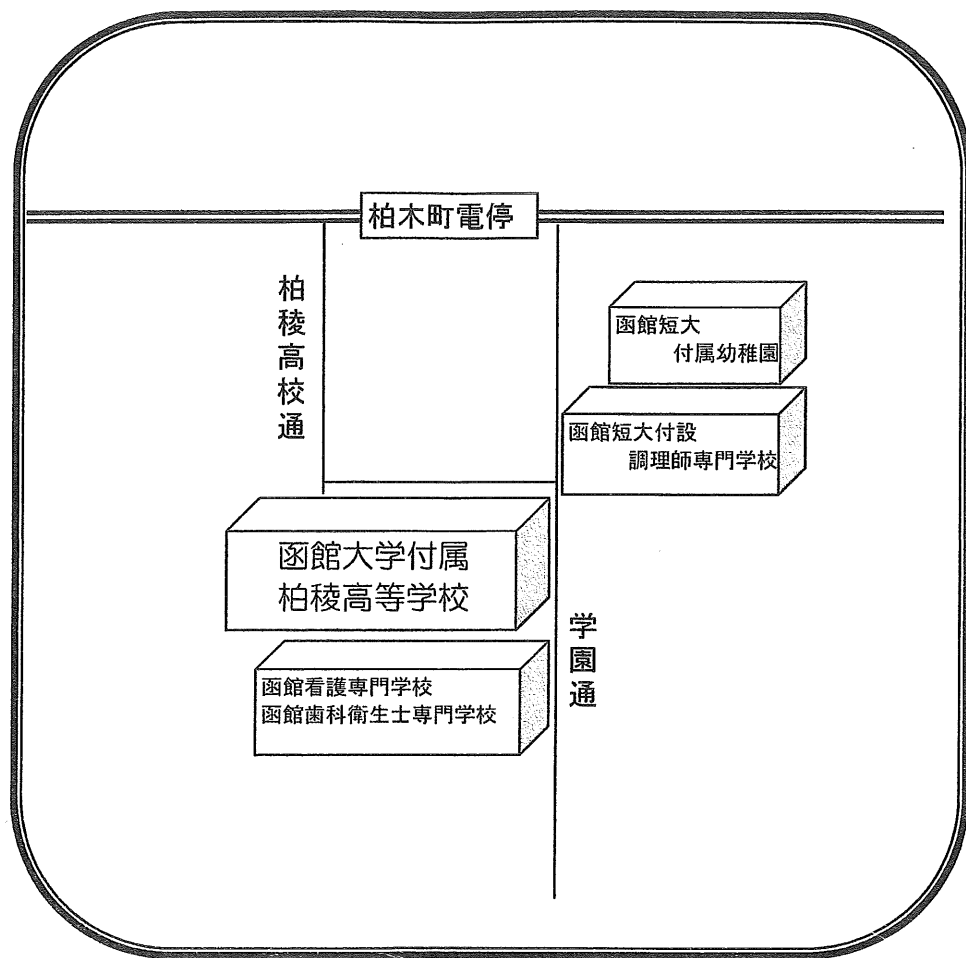 柏木町電停
柏稜高校通
函館短大
付属幼稚園
函館短大付設
調理師専門学校
函館大学付属
柏稜高等学校
学園通
函館看護専門学校
函館歯科衛生士専門学校